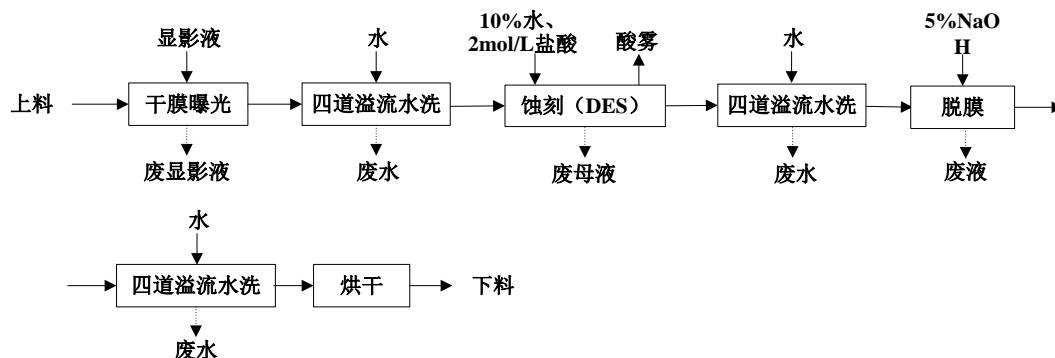 显影液
水
10%水、
2mol/L盐酸
酸雾
水
5%NaO
H
上料
干膜曝光
四道溢流水洗
蚀刻（DES）
四道溢流水洗
脱膜
废显影液
废水
废母液
废水
废液
水
四道溢流水洗
烘干
下料
废水